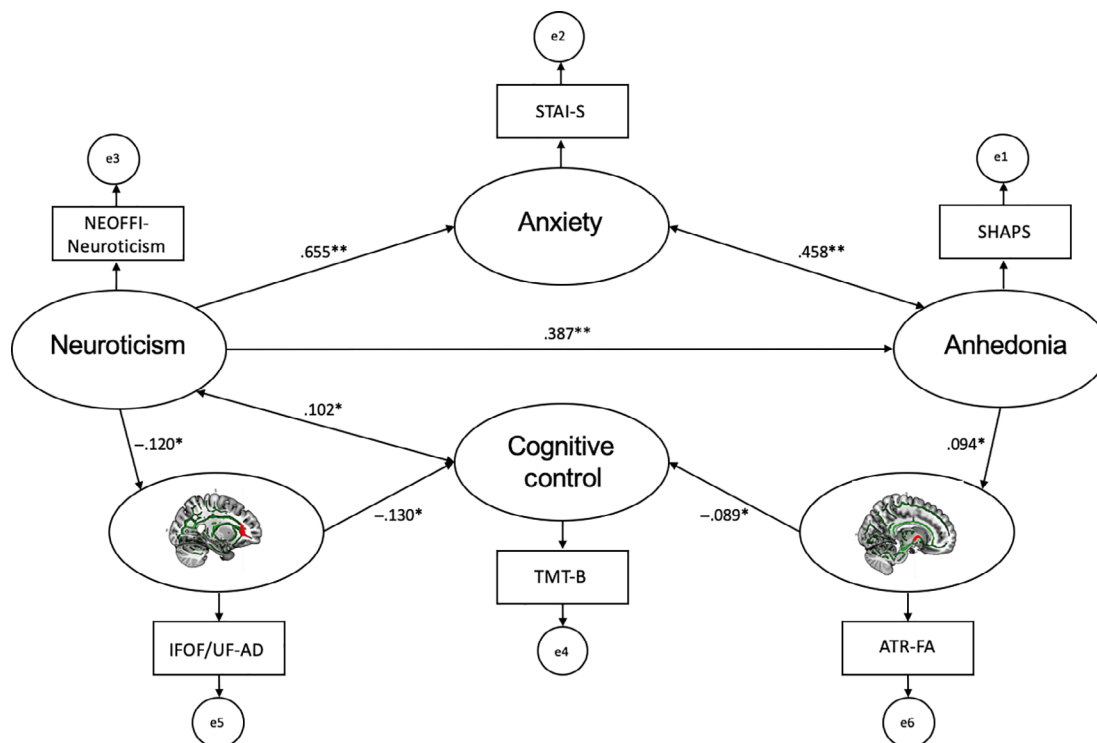 e2
STAI-S
e3
e1
NEOFFI-
Neuroticism
Anxiety
SHAPS
.655**
.458**
Neuroticism
.387**
Anhedonia
.102*
–.120*
Cognitive
control
.094*
–.130*
–.089*
TMT-B
IFOF/UF-AD
ATR-FA
e4
e5
e6